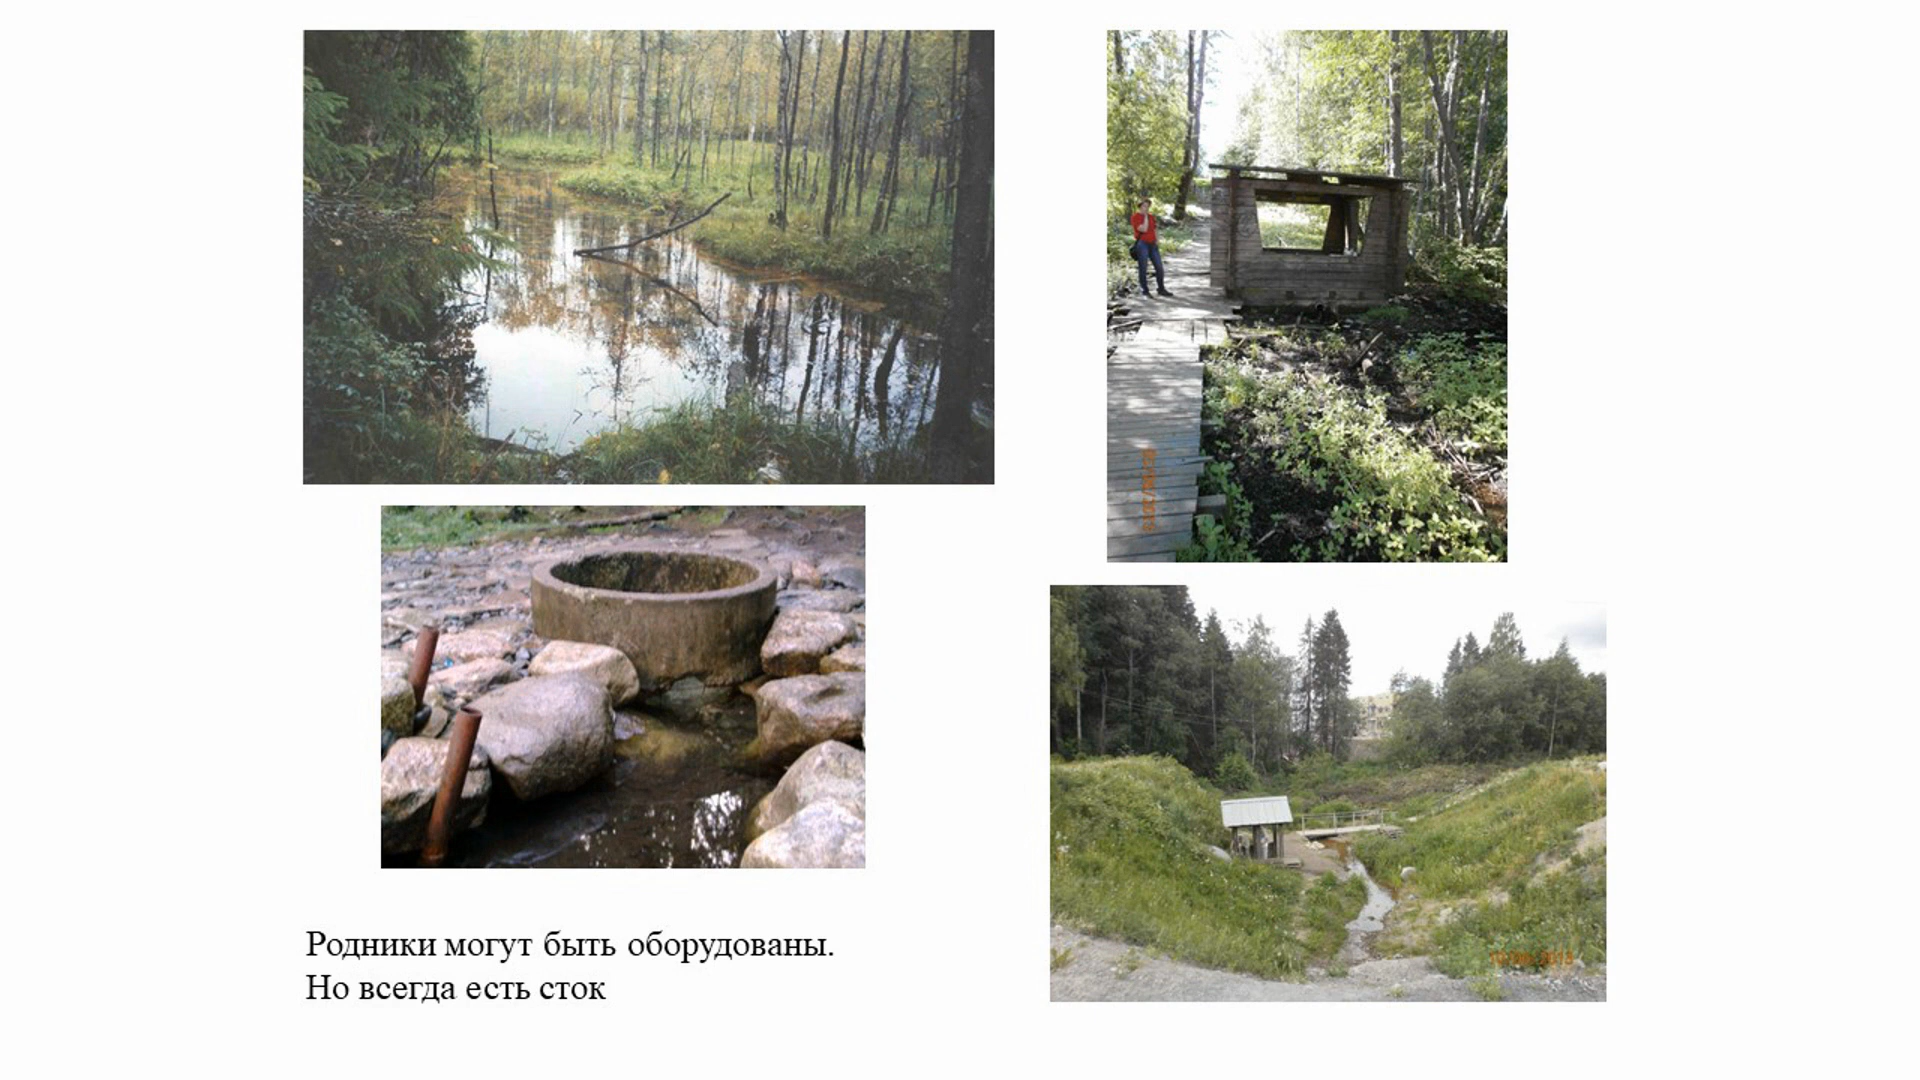 Родники могут быть оборудованы.
Но всегда есть сток